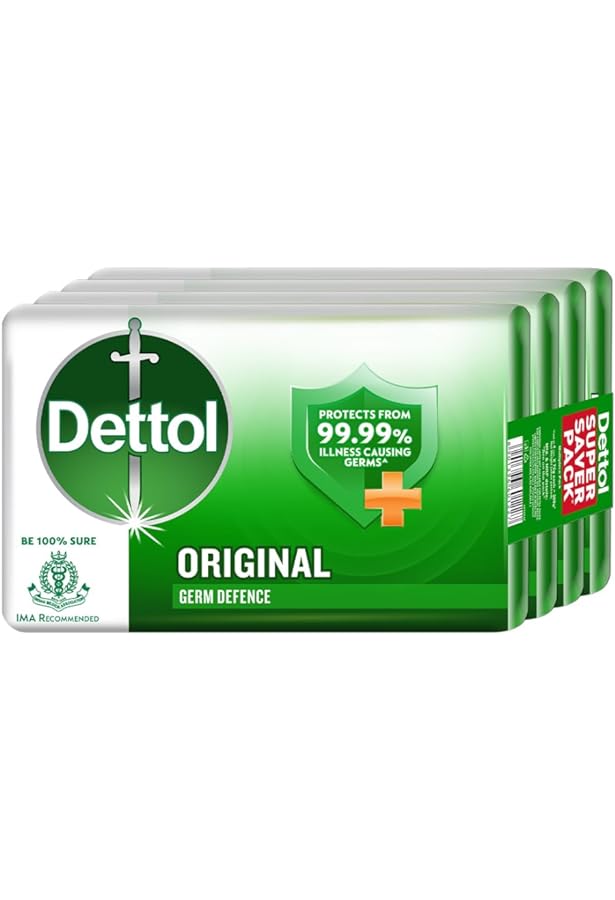 Dettol
BE 100% SURE
IMA RECOMMENDED
PROTECTS FROM
99.99%
ILLNESS CAUSING
GERMS^
ORIGINAL
GERM DEFENCE
Dettol
SUPER
SAVER
PACK*